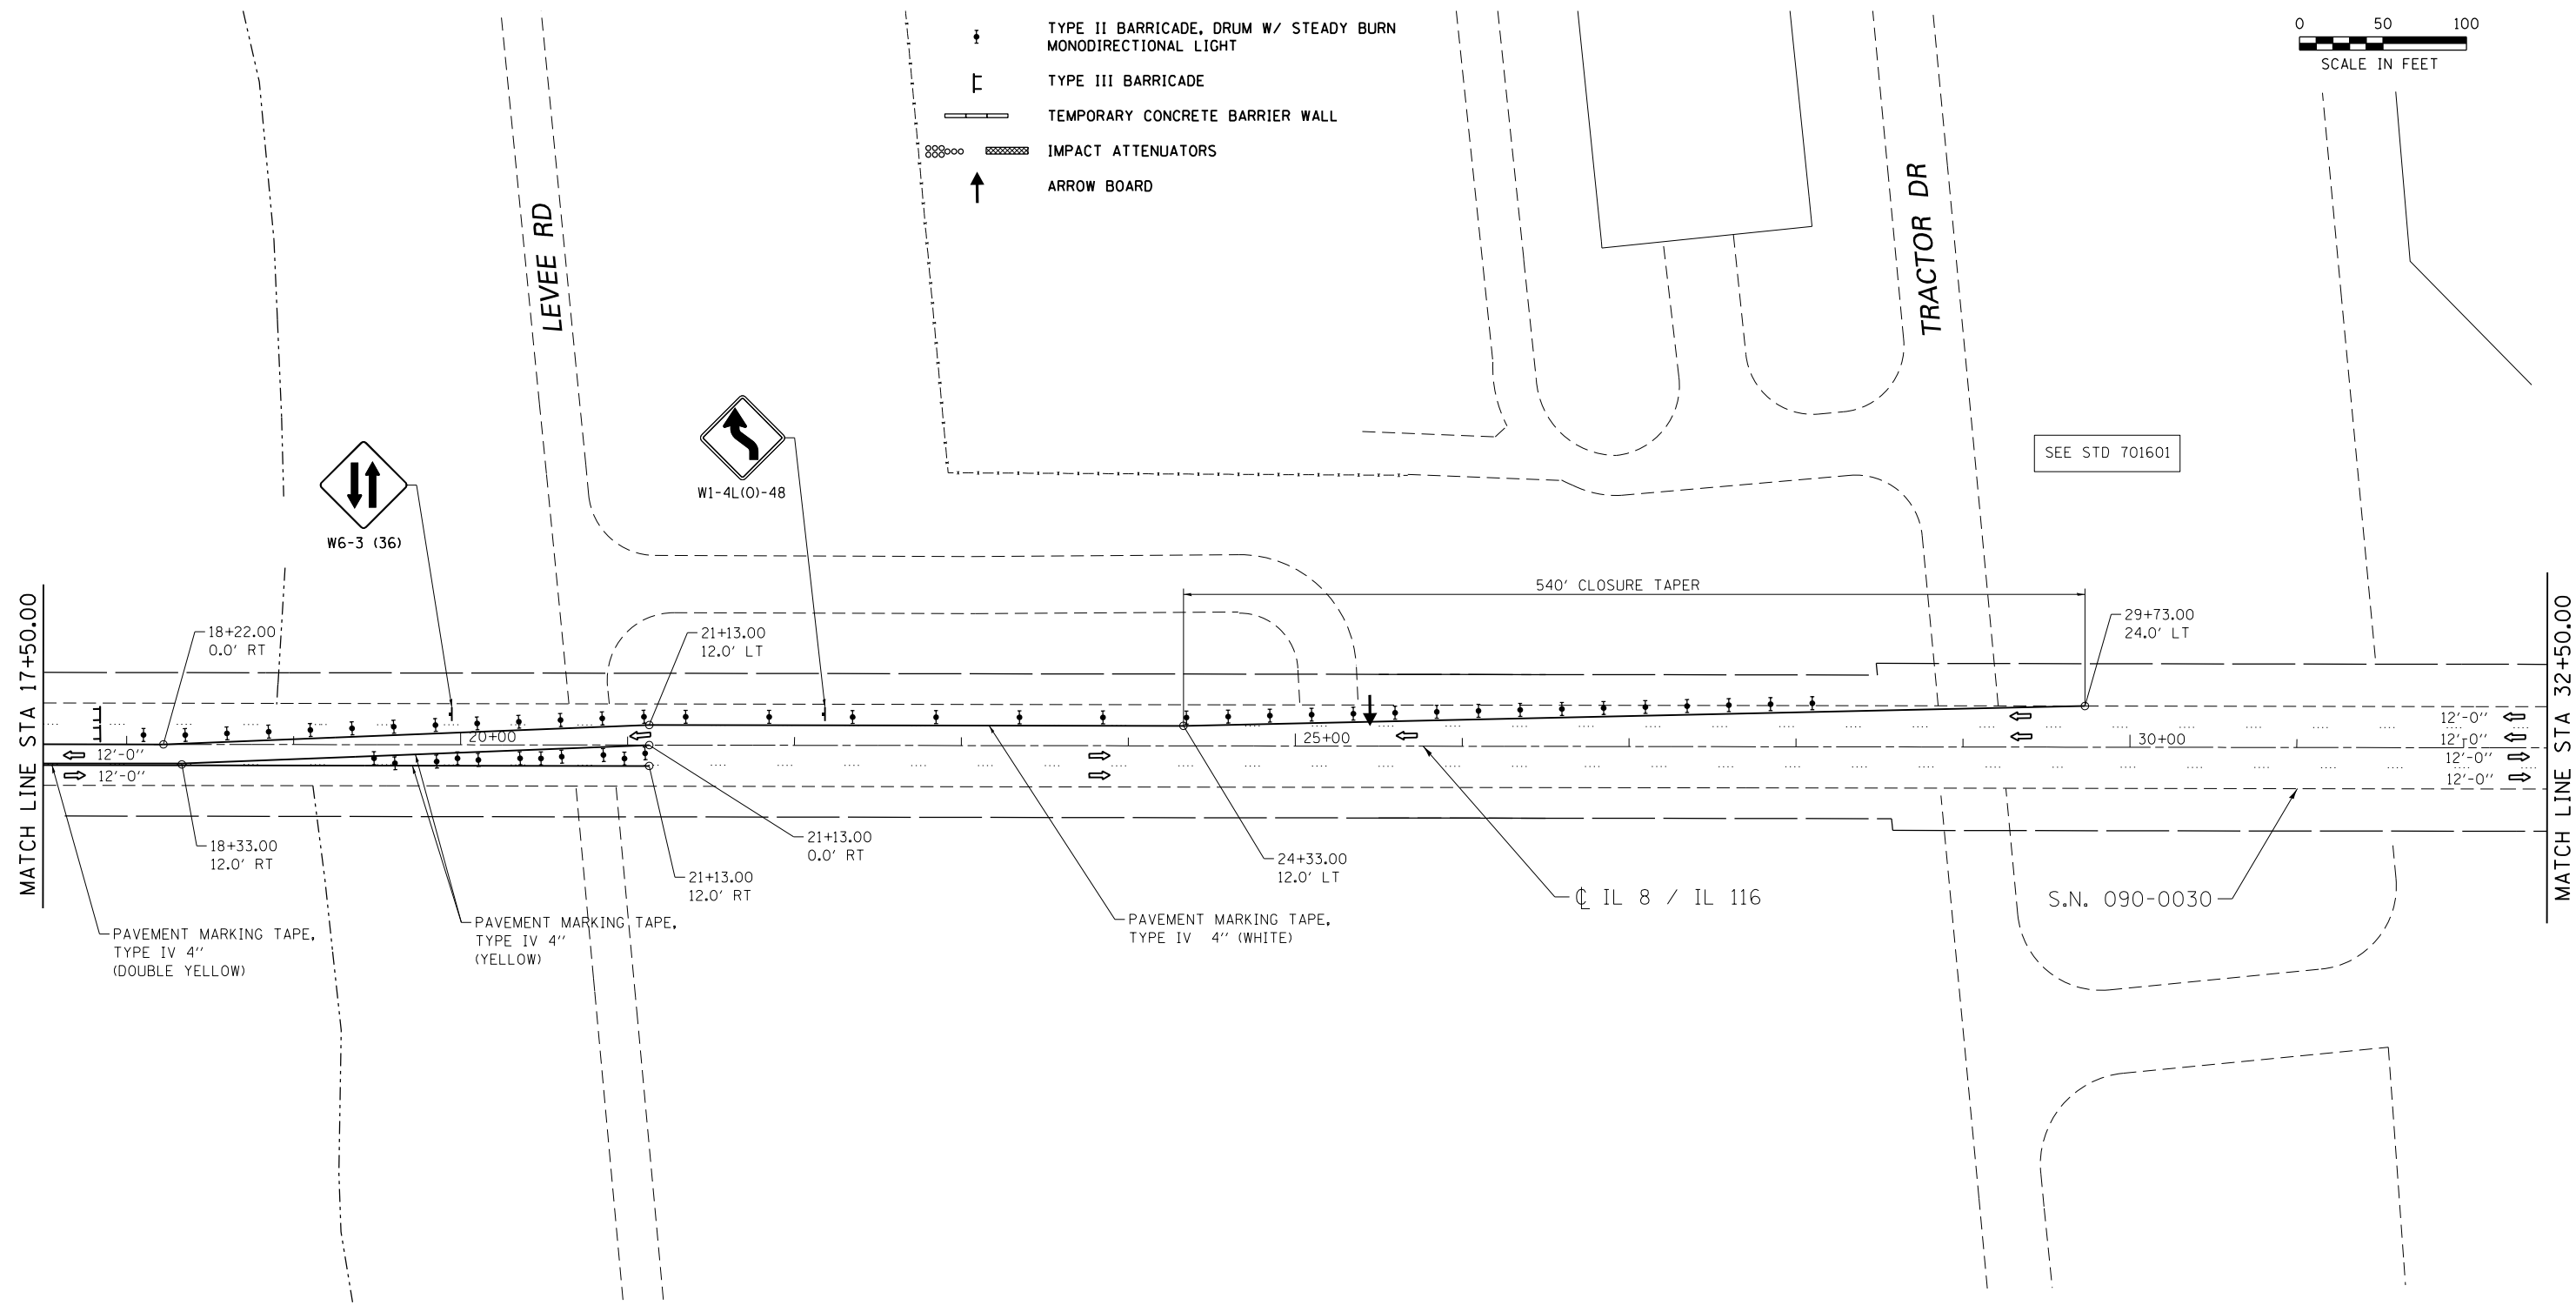 TYPE II BARRICADE, DRUM W/ STEADY BURN
MONODIRECTIONAL LIGHT
TYPE III BARRICADE
TEMPORARY CONCRETE BARRIER WALL
IMPACT ATTENUATORS
ARROW BOARD
0 50 100
SCALE IN FEET
LEVEE RD
TRACTOR DR
SEE STD 701601
W6-3 (36)
W1-4L(O)-48
540' CLOSURE TAPER
MATCH LINE STA 17+50.00
18+22.00
0.0' RT
21+13.00
12.0' LT
29+73.00
24.0' LT
MATCH LINE STA 32+50.00
20+00
25+00
30+00
12'-0"
12'-0"
12'-0"
12'-0"
12'-0"
12'-0"
18+33.00
12.0' RT
21+13.00
0.0' RT
21+13.00
12.0' RT
24+33.00
12.0' LT
℄ IL 8 / IL 116
S.N. 090-0030
PAVEMENT MARKING TAPE,
TYPE IV 4"
(DOUBLE YELLOW)
PAVEMENT MARKING TAPE,
TYPE IV 4"
(YELLOW)
PAVEMENT MARKING TAPE,
TYPE IV 4" (WHITE)